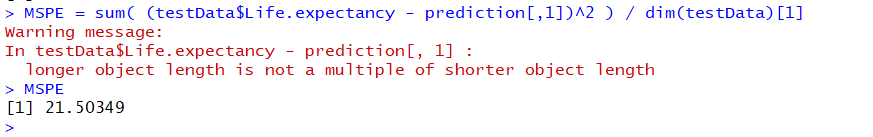 > MSPE = sum( (testData$Life.expectancy - prediction[,1])^2 ) / dim(testData)[1]
Warning message:
In testData$Life.expectancy - prediction[, 1] :
  longer object length is not a multiple of shorter object length
> MSPE
[1] 21.50349
>